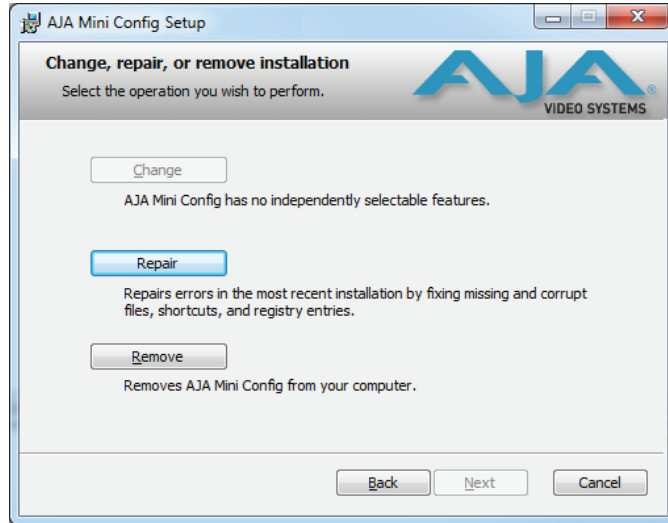 AJA Mini Config Setup
Change, repair, or remove installation
Select the operation you wish to perform.
AJA
VIDEO SYSTEMS
Change
AJA Mini Config has no independently selectable features.
Repair
Repairs errors in the most recent installation by fixing missing and corrupt
files, shortcuts, and registry entries.
Remove
Removes AJA Mini Config from your computer.
Back
Next
Cancel